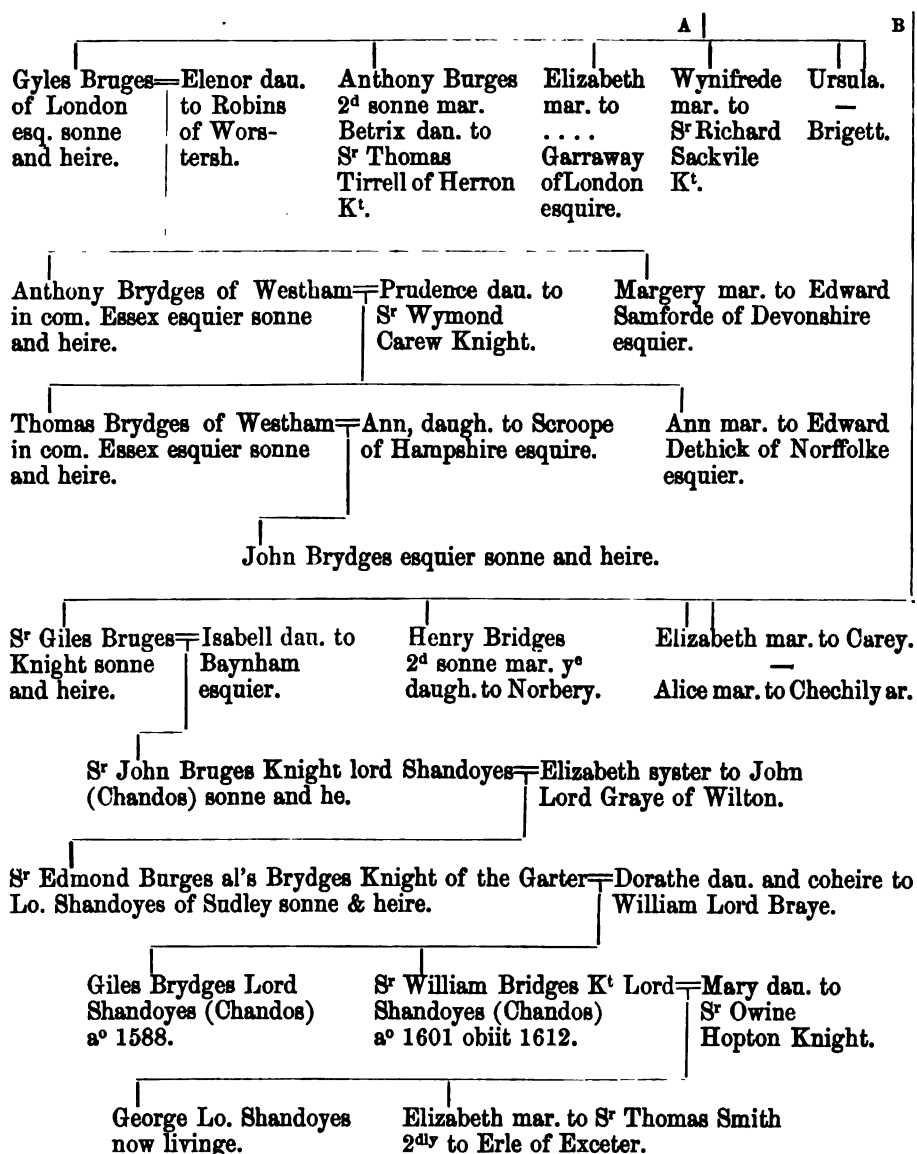 A B
Gyles Bruges=Elenor dau.
of London to Robins
esq. sonne of Wors-
and heire. tersh.
Anthony Burges
2ᵈ sonne mar.
Betrix dan. to
Sʳ Thomas
Tirrell of Herron
Kᵗ.
Elizabeth
mar. to
....
Garraway
of London
esquire.
Wynifrede
mar. to
Sʳ Richard
Sackvile
Kᵗ.
Ursula.
—
Brigett.
Anthony Brydges of Westham=Prudence dau. to
in com. Essex esquier sonne Sʳ Wymond
and heire. Carew Knight.
Margery mar. to Edward
Samforde of Devonshire
esquier.
Thomas Brydges of Westham=Ann, daugh. to Scroope
in com. Essex esquier sonne of Hampshire esquire.
and heire.
Ann mar. to Edward
Dethick of Norffolke
esquier.
John Brydges esquier sonne and heire.
Sʳ Giles Bruges=Isabell dau. to
Knight sonne Baynham
and heire. esquier.
Henry Bridges
2ᵈ sonne mar. yᵉ
daugh. to Norbery.
Elizabeth mar. to Carey.
—
Alice mar. to Chechily ar.
Sʳ John Bruges Knight lord Shandoyes=Elizabeth syster to John
(Chandos) sonne and he. Lord Graye of Wilton.
Sʳ Edmond Burges al's Brydges Knight of the Garter=Dorathe dau. and coheire to
Lo. Shandoyes of Sudley sonne & heire. William Lord Braye.
Giles Brydges Lord
Shandoyes (Chandos)
aᵒ 1588.
Sʳ William Bridges Kᵗ Lord=Mary dau. to
Shandoyes (Chandos) Sʳ Owine
aᵒ 1601 obiit 1612. Hopton Knight.
George Lo. Shandoyes
now livinge.
Elizabeth mar. to Sʳ Thomas Smith
2ᵈˡʸ to Erle of Exceter.